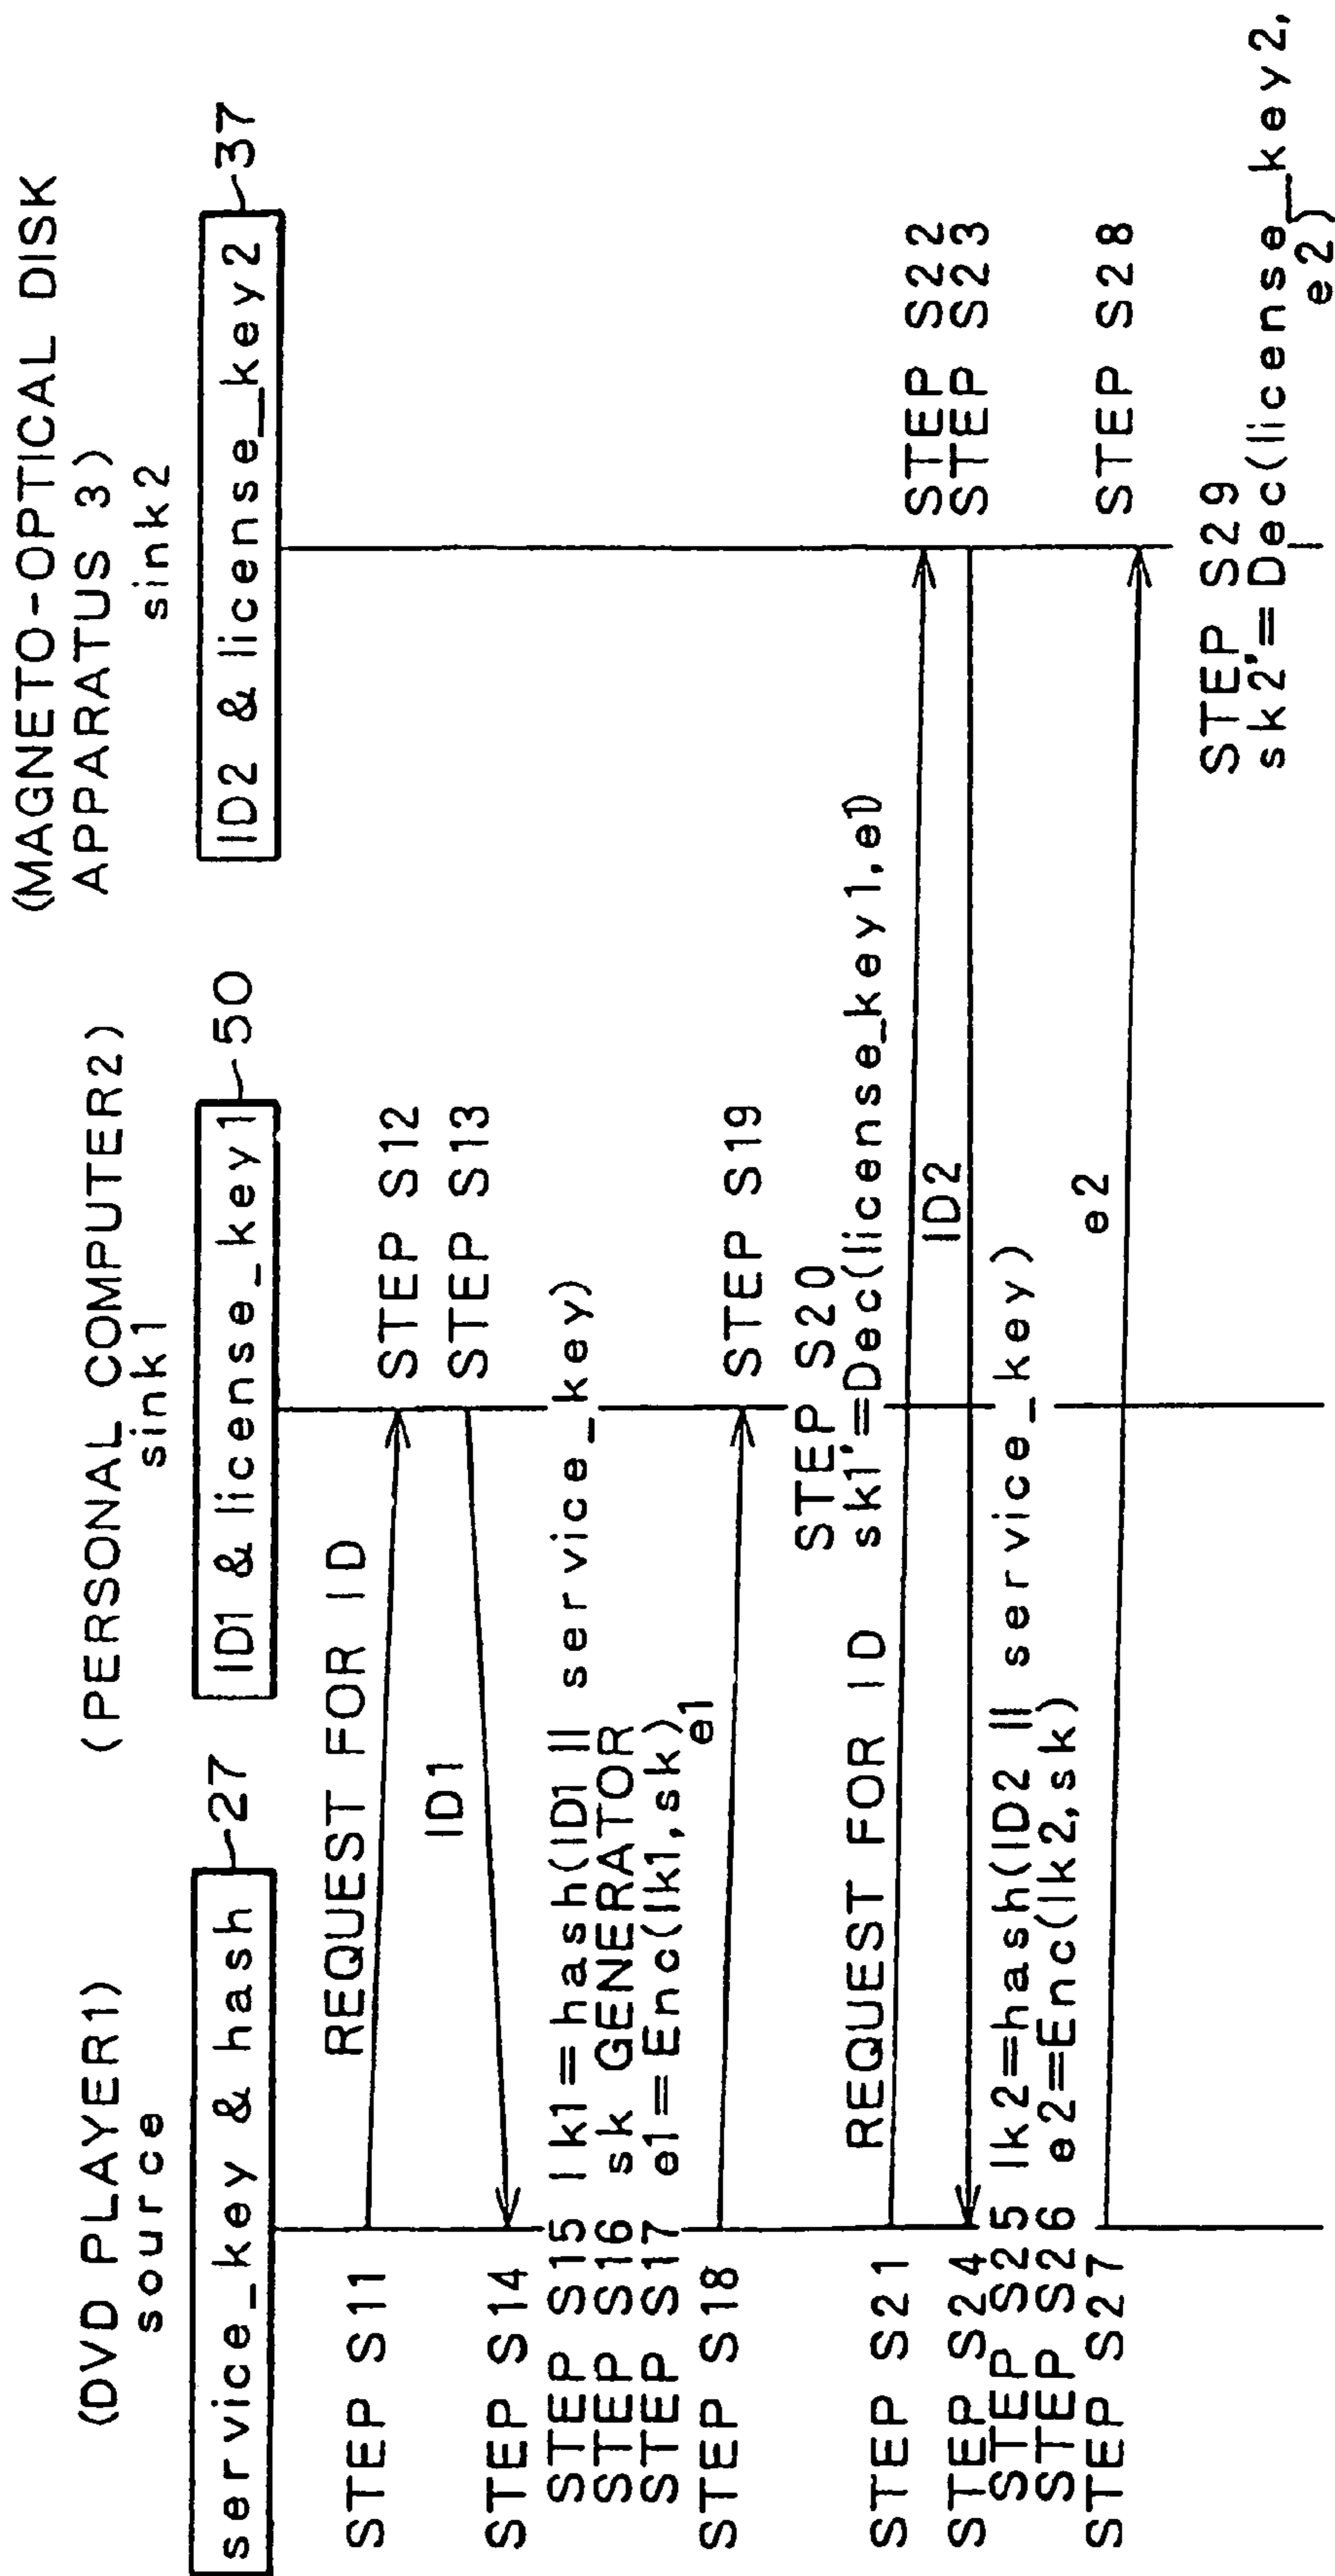 (DVD PLAYER1)
source
service_key & hash
27
(PERSONAL COMPUTER2)
sink1
ID1 & license_key1
50
(MAGNETO-OPTICAL DISK
APPARATUS 3)
sink2
ID2 & license_key2
37
STEP S11
REQUEST FOR ID
STEP S12
STEP S13
ID1
STEP S14
STEP S15 lk1=hash(ID1 || service_key)
STEP S16 sk GENERATOR
STEP S17 e1=Enc(lk1,sk)
STEP S18
e1
STEP S19
STEP S20
sk1'=Dec(license_key1,e1)
STEP S21
REQUEST FOR ID
STEP S22
STEP S23
ID2
STEP S24
STEP S25 lk2=hash(ID2 || service_key)
STEP S26 e2=Enc(lk2,sk)
STEP S27
e2
STEP S28
STEP S29
sk2'=Dec(license_key2,
e2)